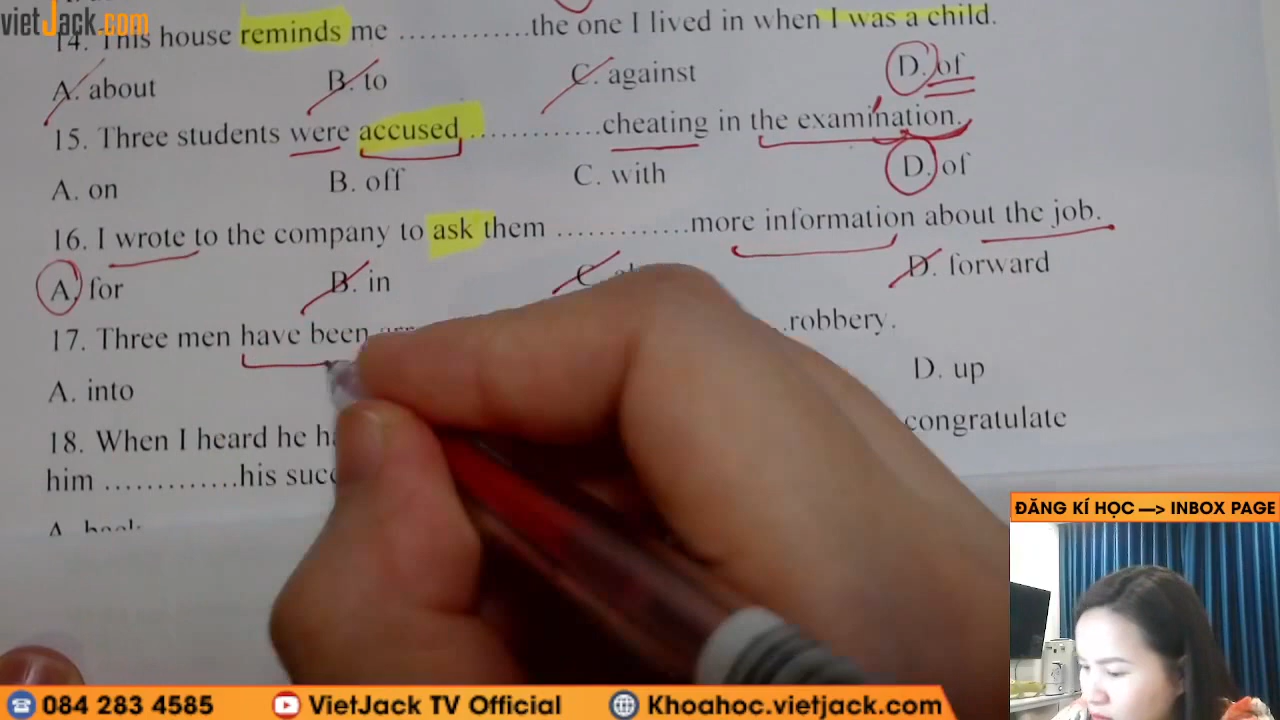 vietJack.com
14. This house reminds me .............the one I lived in when I was a child.
A. about B. to C. against D. of
15. Three students were accused .............cheating in the examination.
A. on B. off C. with D. of
16. I wrote to the company to ask them .............more information about the job.
A. for B. in C. D. forward
17. Three men have been robbery.
A. into D. up
18. When I heard he congratulate
him .............his
A.
ĐĂNG KÍ HỌC —> INBOX PAGE
084 283 4585 VietJack TV Official Khoahoc.vietjack.com